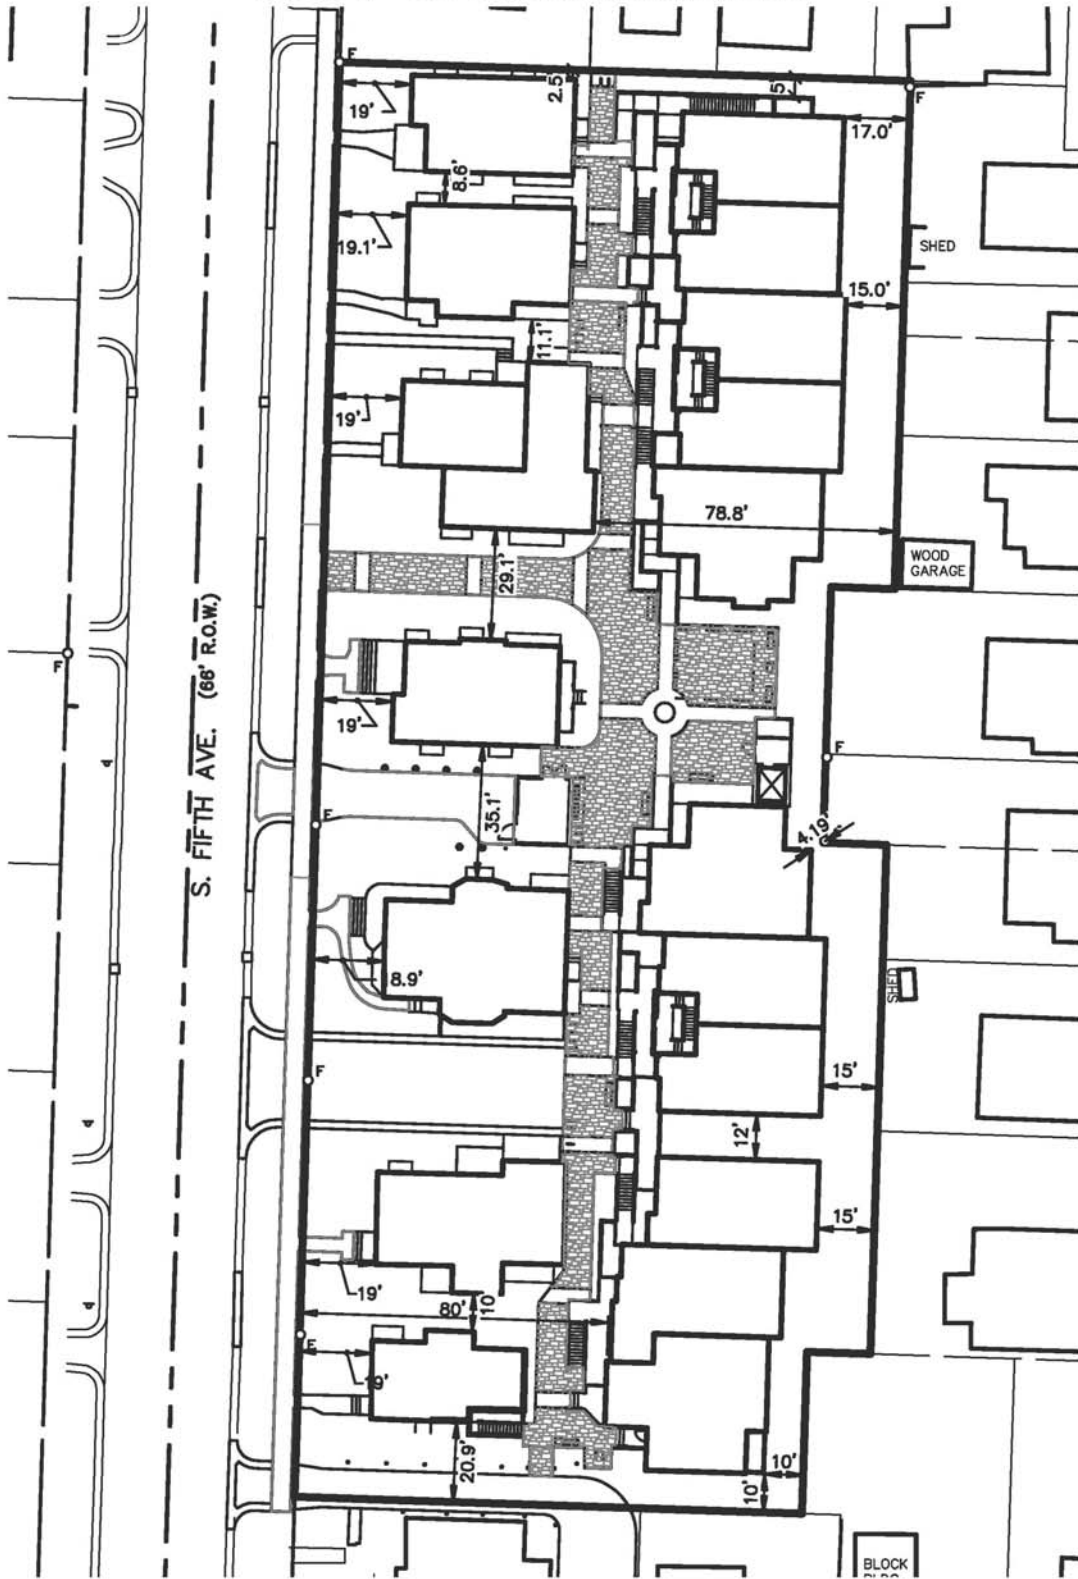 F
2.5'
E
5'
F
19'
17.0'
8.6'
19.1'
SHED
15.0'
11.1'
19'
78.8'
WOOD
GARAGE
29.1'
F
S. FIFTH AVE. (66' R.O.W.)
19'
F
35.1'
F
4.19'
8.9'
SHED
F
15'
12'
15'
19'
80'
10'
F
19'
20.9'
10'
10'
BLOCK